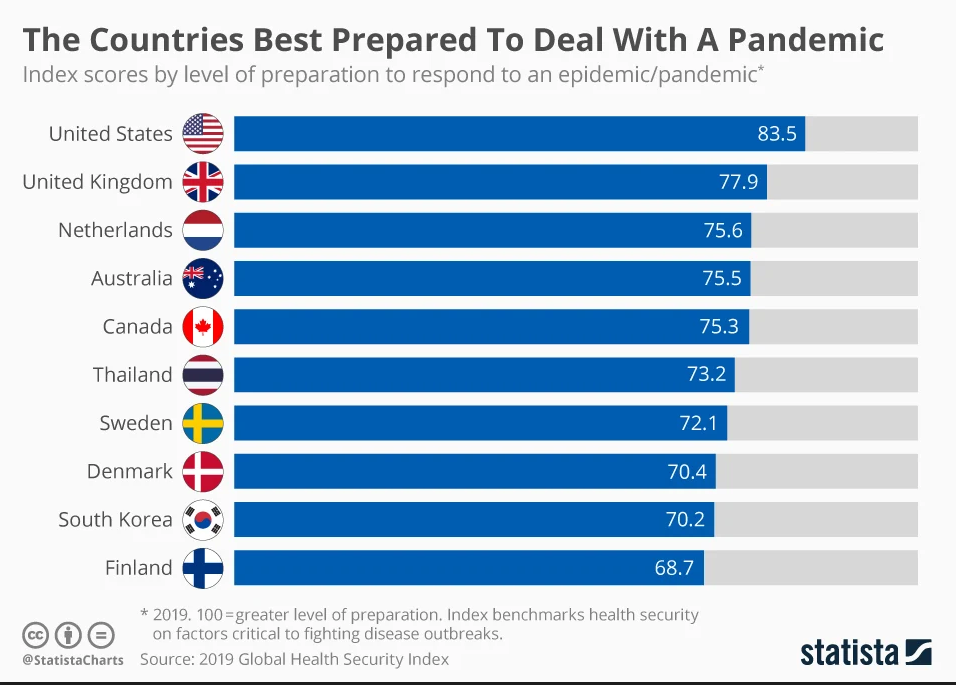 The Countries Best Prepared To Deal With A Pandemic
Index scores by level of preparation to respond to an epidemic/pandemic*
United States 83.5
United Kingdom 77.9
Netherlands 75.6
Australia 75.5
Canada 75.3
Thailand 73.2
Sweden 72.1
Denmark 70.4
South Korea 70.2
Finland 68.7
* 2019. 100=greater level of preparation. Index benchmarks health security
on factors critical to fighting disease outbreaks.
cc
@StatistaCharts Source: 2019 Global Health Security Index
statista